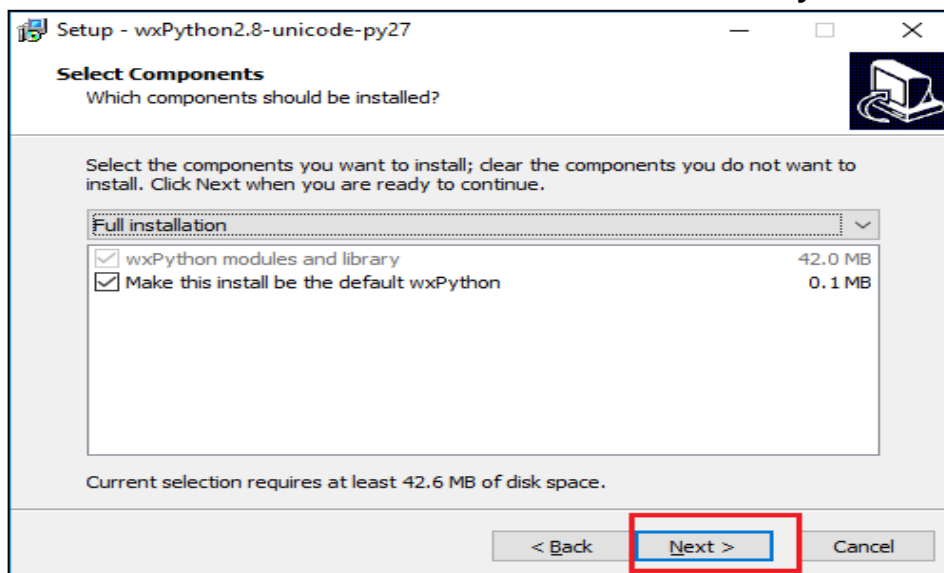 Setup - wxPython2.8-unicode-py27
Select Components
Which components should be installed?
Select the components you want to install; clear the components you do not want to
install. Click Next when you are ready to continue.
Full installation
wxPython modules and library 42.0 MB
Make this install be the default wxPython 0.1 MB
Current selection requires at least 42.6 MB of disk space.
< Back Next > Cancel